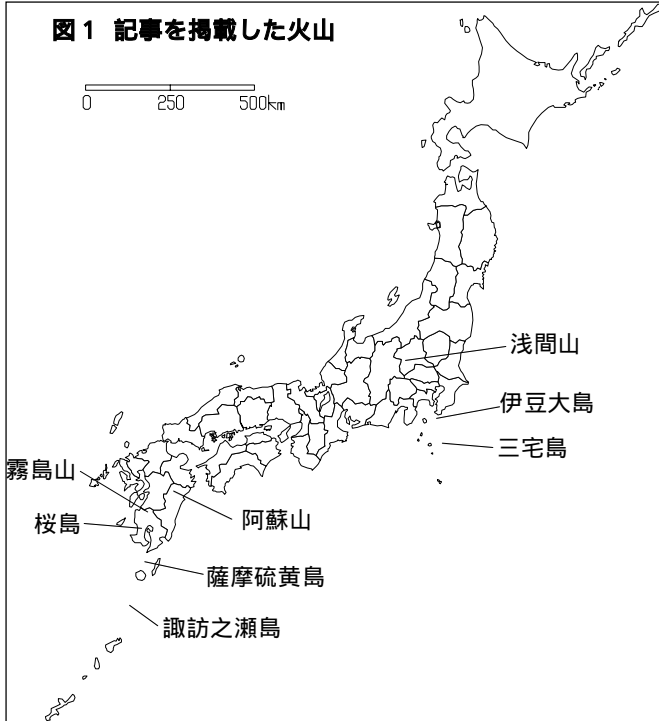 図1 記事を掲載した火山
0 250 500km
浅間山
伊豆大島
三宅島
霧島山
阿蘇山
桜島
薩摩硫黄島
諏訪之瀬島